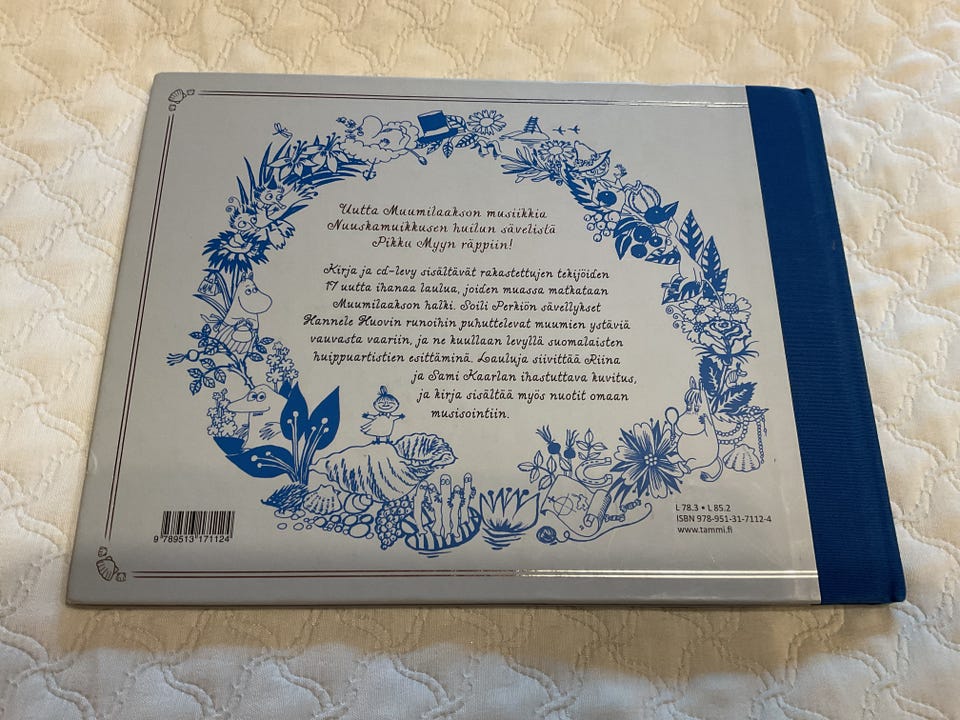 Uutta Muumilaakson musiikkia
Nuuskamuikkusen huilun sävelistä
Pikku Myyn räppiin!
Kirja ja cd-levy sisältävät rakastettujen tekijöiden
17 uutta ihanaa laulua, joiden muassa matkataan
Muumilaakson halki. Soili Perkiön sävellykset
Hannele Huovin runoihin puhuttelevat muumien ystäviä
vauvasta vaariin, ja ne kuullaan levyllä suomalaisten
huippuartistien esittäminä. Lauluja siivittää Riina
ja Sami Kaarlan ihastuttava kuvitus,
ja kirja sisältää myös nuotit omaan
musisointiin.
L 78.3 • L 85.2
ISBN 978-951-31-7112-4
www.tammi.fi
9 789513 171124